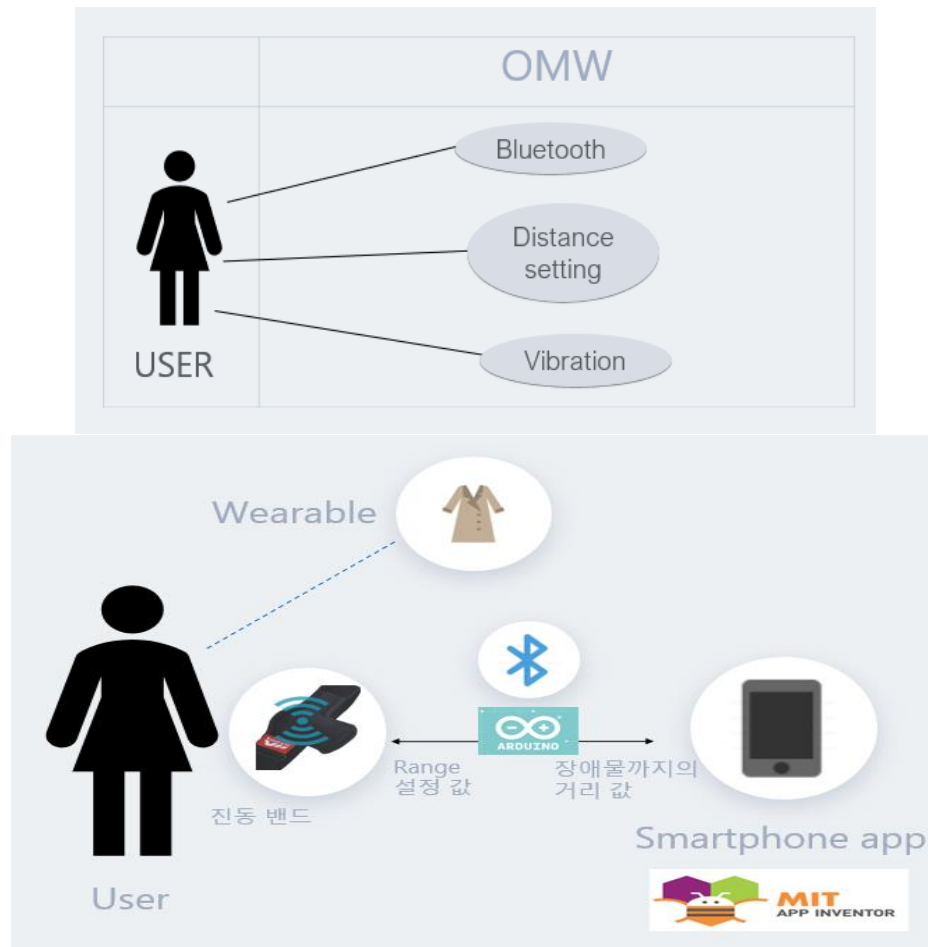 OMW
Bluetooth
Distance
setting
Vibration
USER
Wearable
ARDUINO
Range
설정 값
장애물까지의
거리 값
진동 밴드
Smartphone app
User
MIT
APP INVENTOR